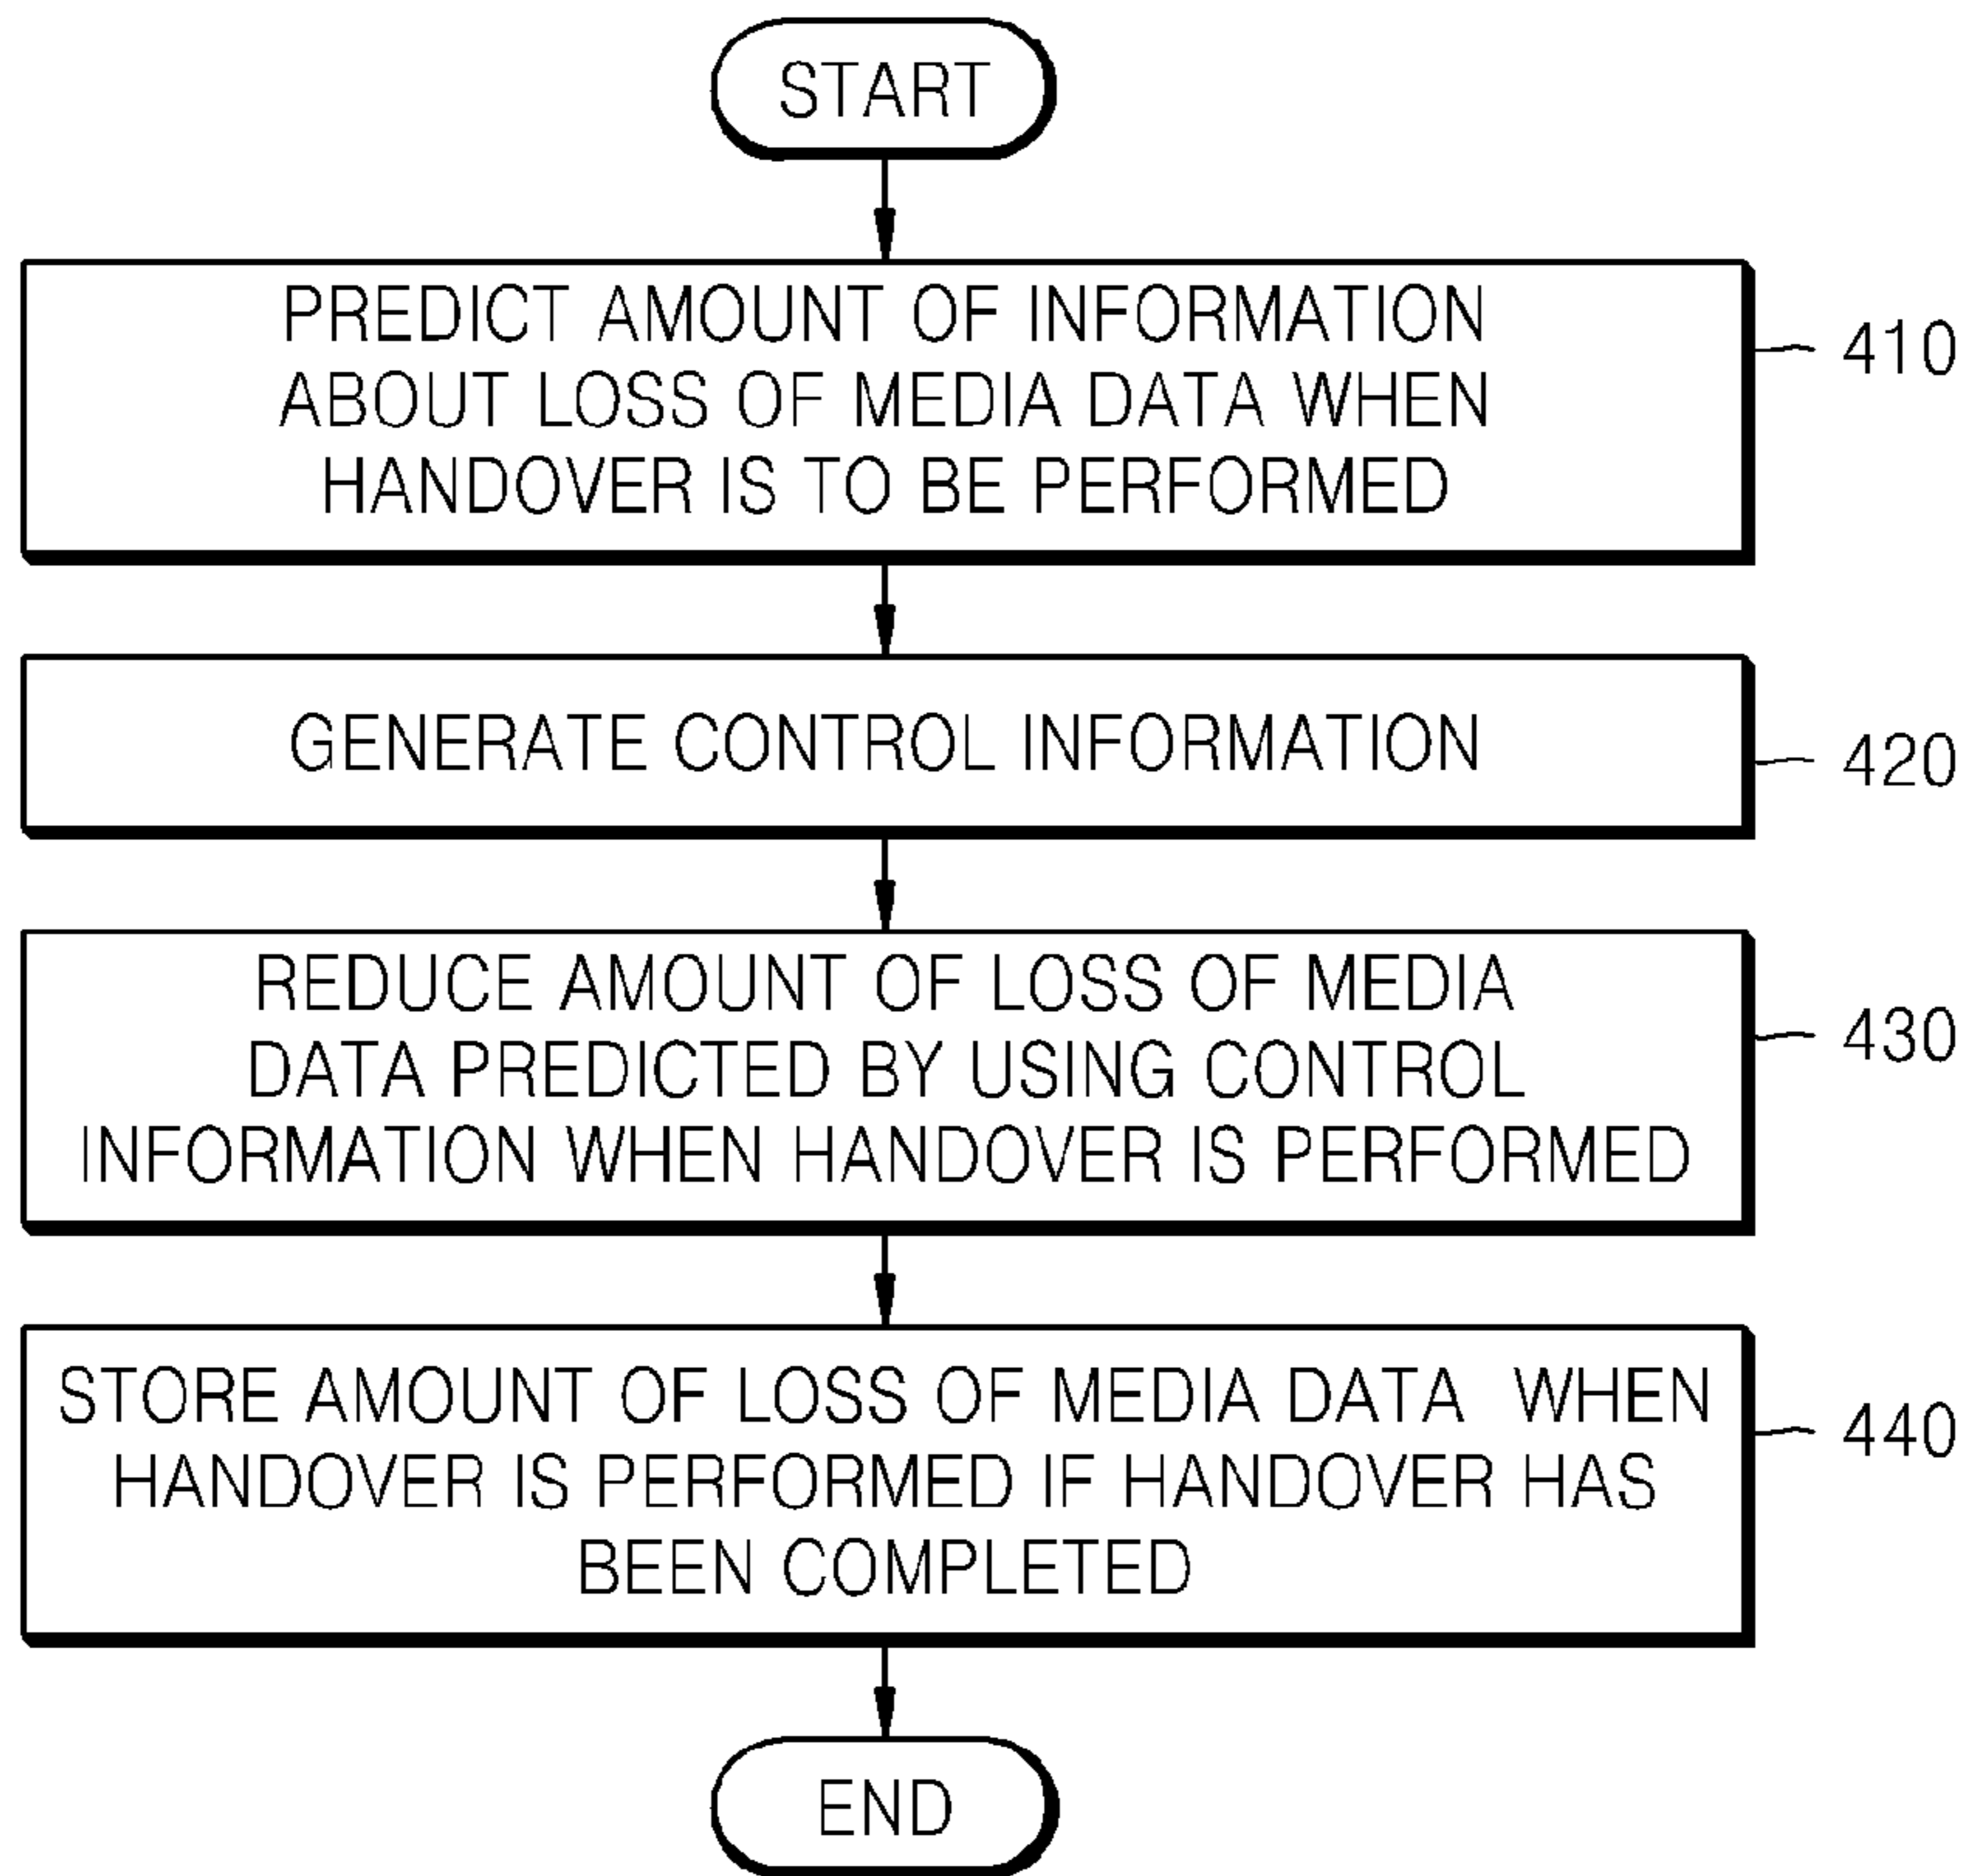 START
PREDICT AMOUNT OF INFORMATION
ABOUT LOSS OF MEDIA DATA WHEN
HANDOVER IS TO BE PERFORMED
410
GENERATE CONTROL INFORMATION
420
REDUCE AMOUNT OF LOSS OF MEDIA
DATA PREDICTED BY USING CONTROL
INFORMATION WHEN HANDOVER IS PERFORMED
430
STORE AMOUNT OF LOSS OF MEDIA DATA WHEN
HANDOVER IS PERFORMED IF HANDOVER HAS
BEEN COMPLETED
440
END